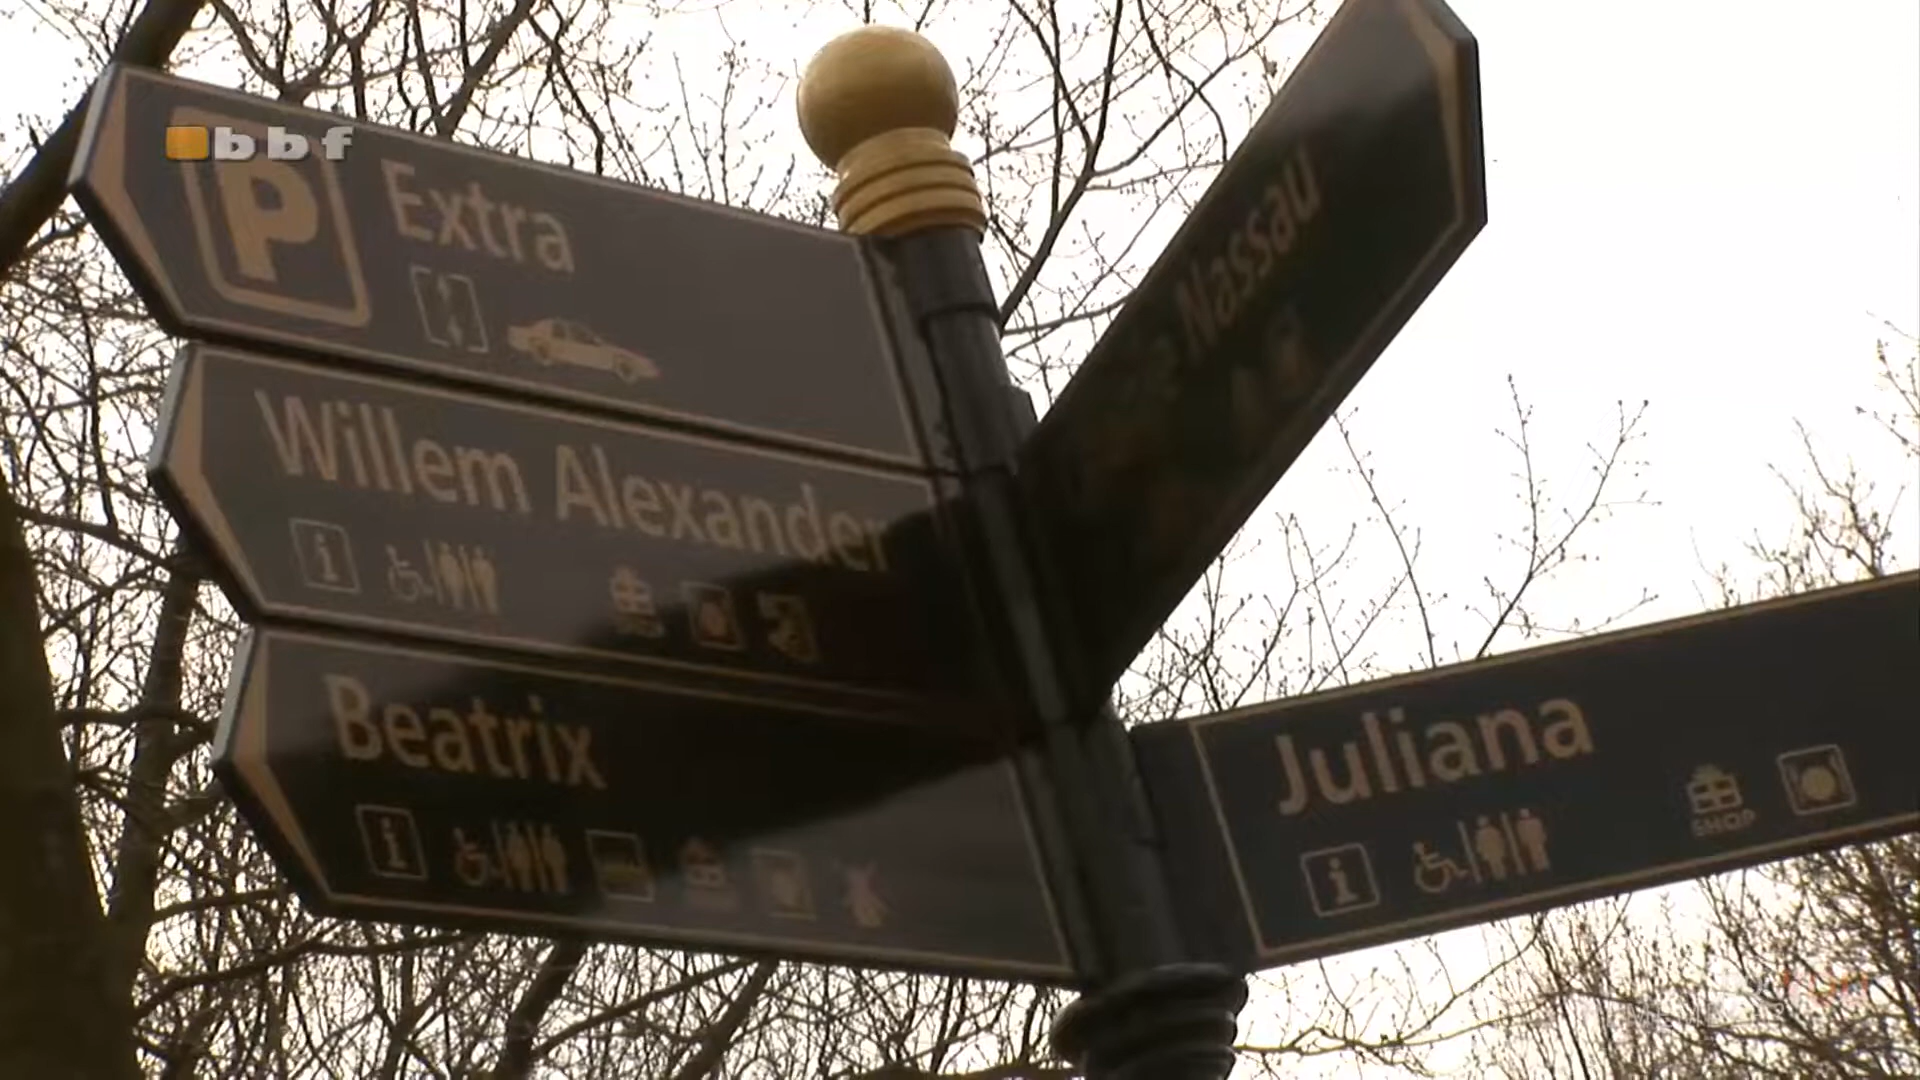 bbf
P
Extra
Nassau
Willem Alexander
i
Beatrix
i
Juliana
i
SHOP